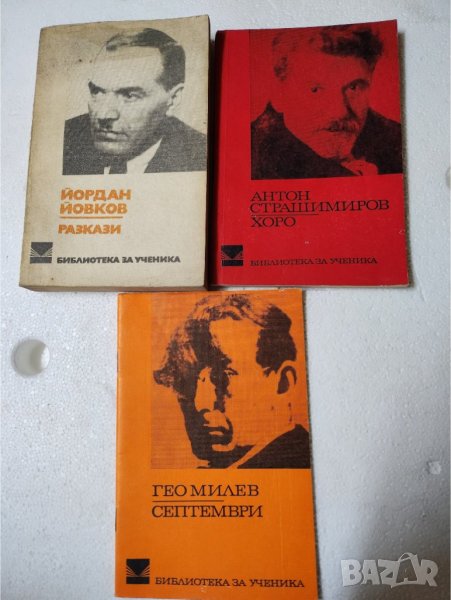 ЙОРДАН
ЙОВКОВ
РАЗКАЗИ
БИБЛИОТЕКА ЗА УЧЕНИКА
АНТОН
СТРАШИМИРОВ
ХОРО
БИБЛИОТЕКА ЗА УЧЕНИКА
ГЕО МИЛЕВ
СЕПТЕМВРИ
БИБЛИОТЕКА ЗА УЧЕНИКА
BAZAR.bg